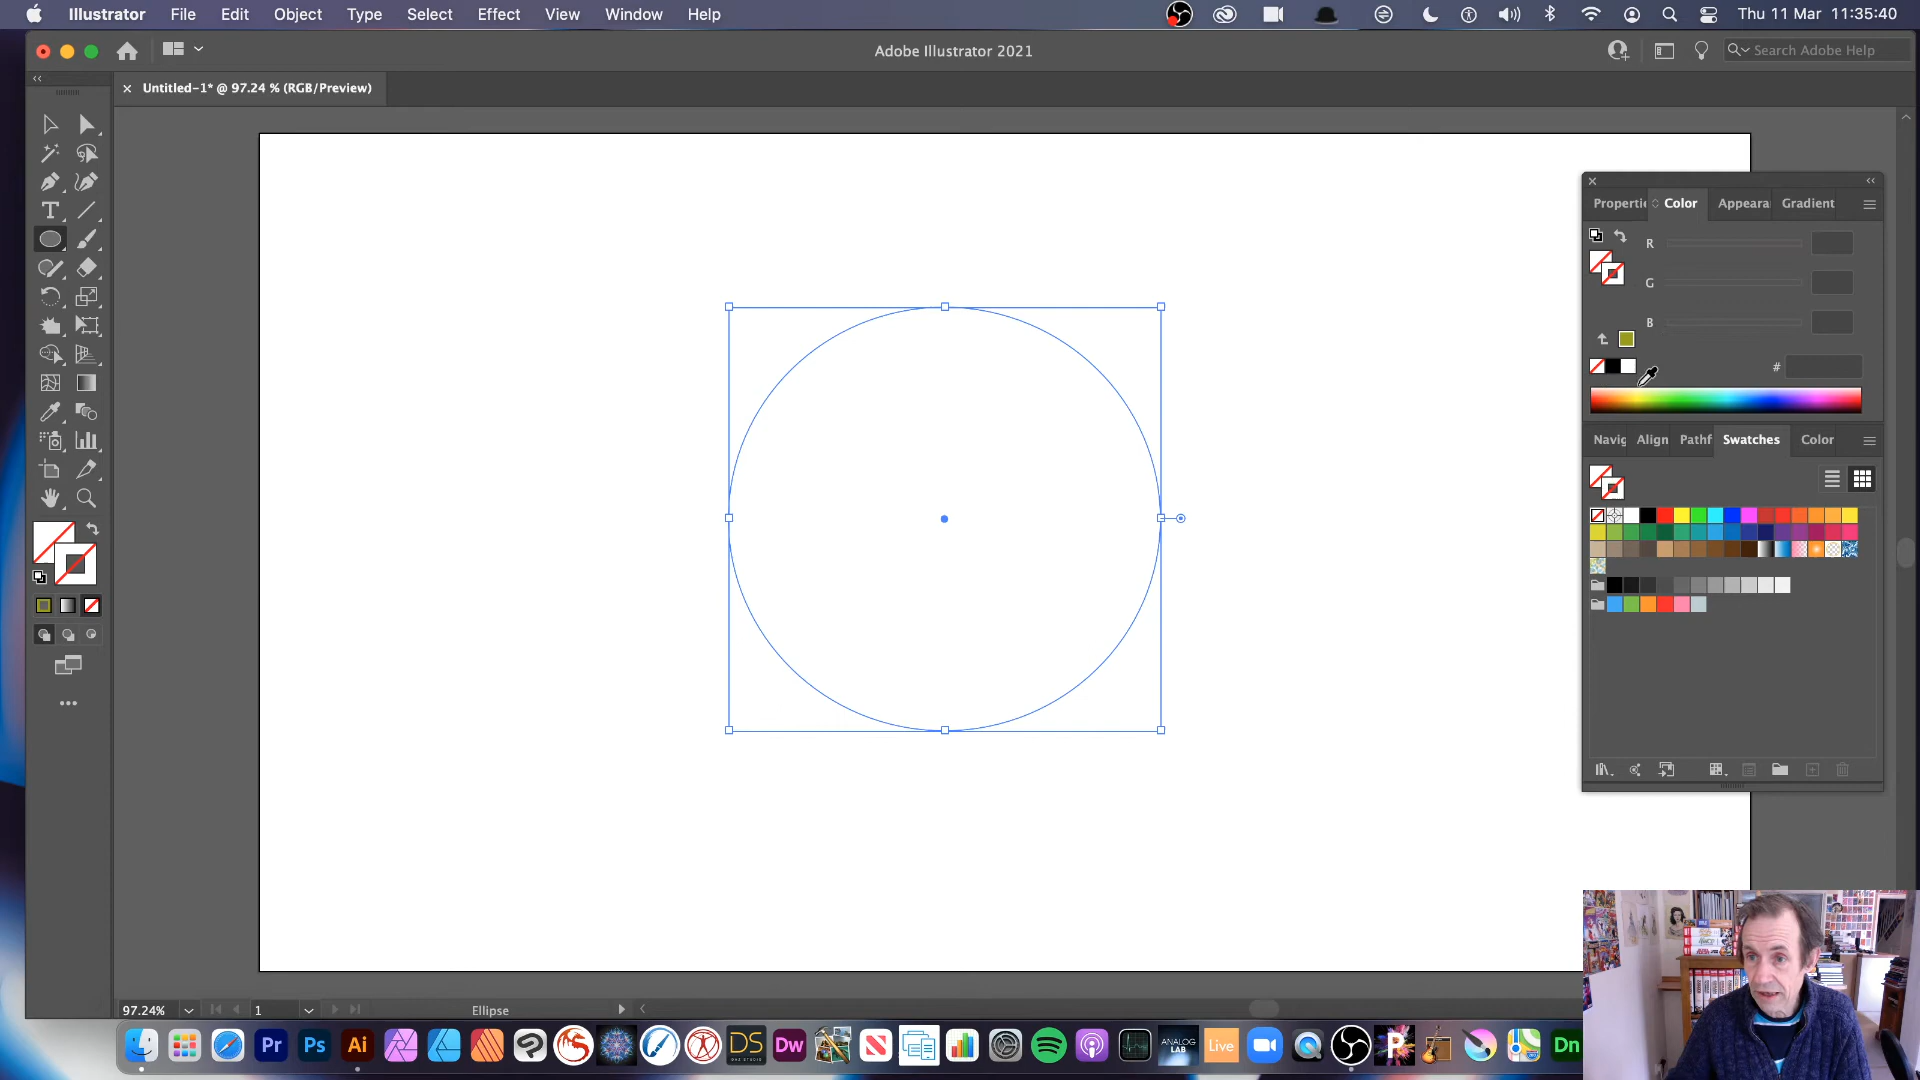 Illustrator File Edit Object Type Select Effect View Window Help
Thu 11 Mar 11:35:40
Adobe Illustrator 2021
Search Adobe Help
Untitled-1* @ 97.24 % (RGB/Preview)
Properti Color Appeara Gradient
R
G
B
#
Navig Align Pathf Swatches Color
97.24%
1
Ellipse
Pr Ps Ai DS Dw ANALOG LAB Live P Dn